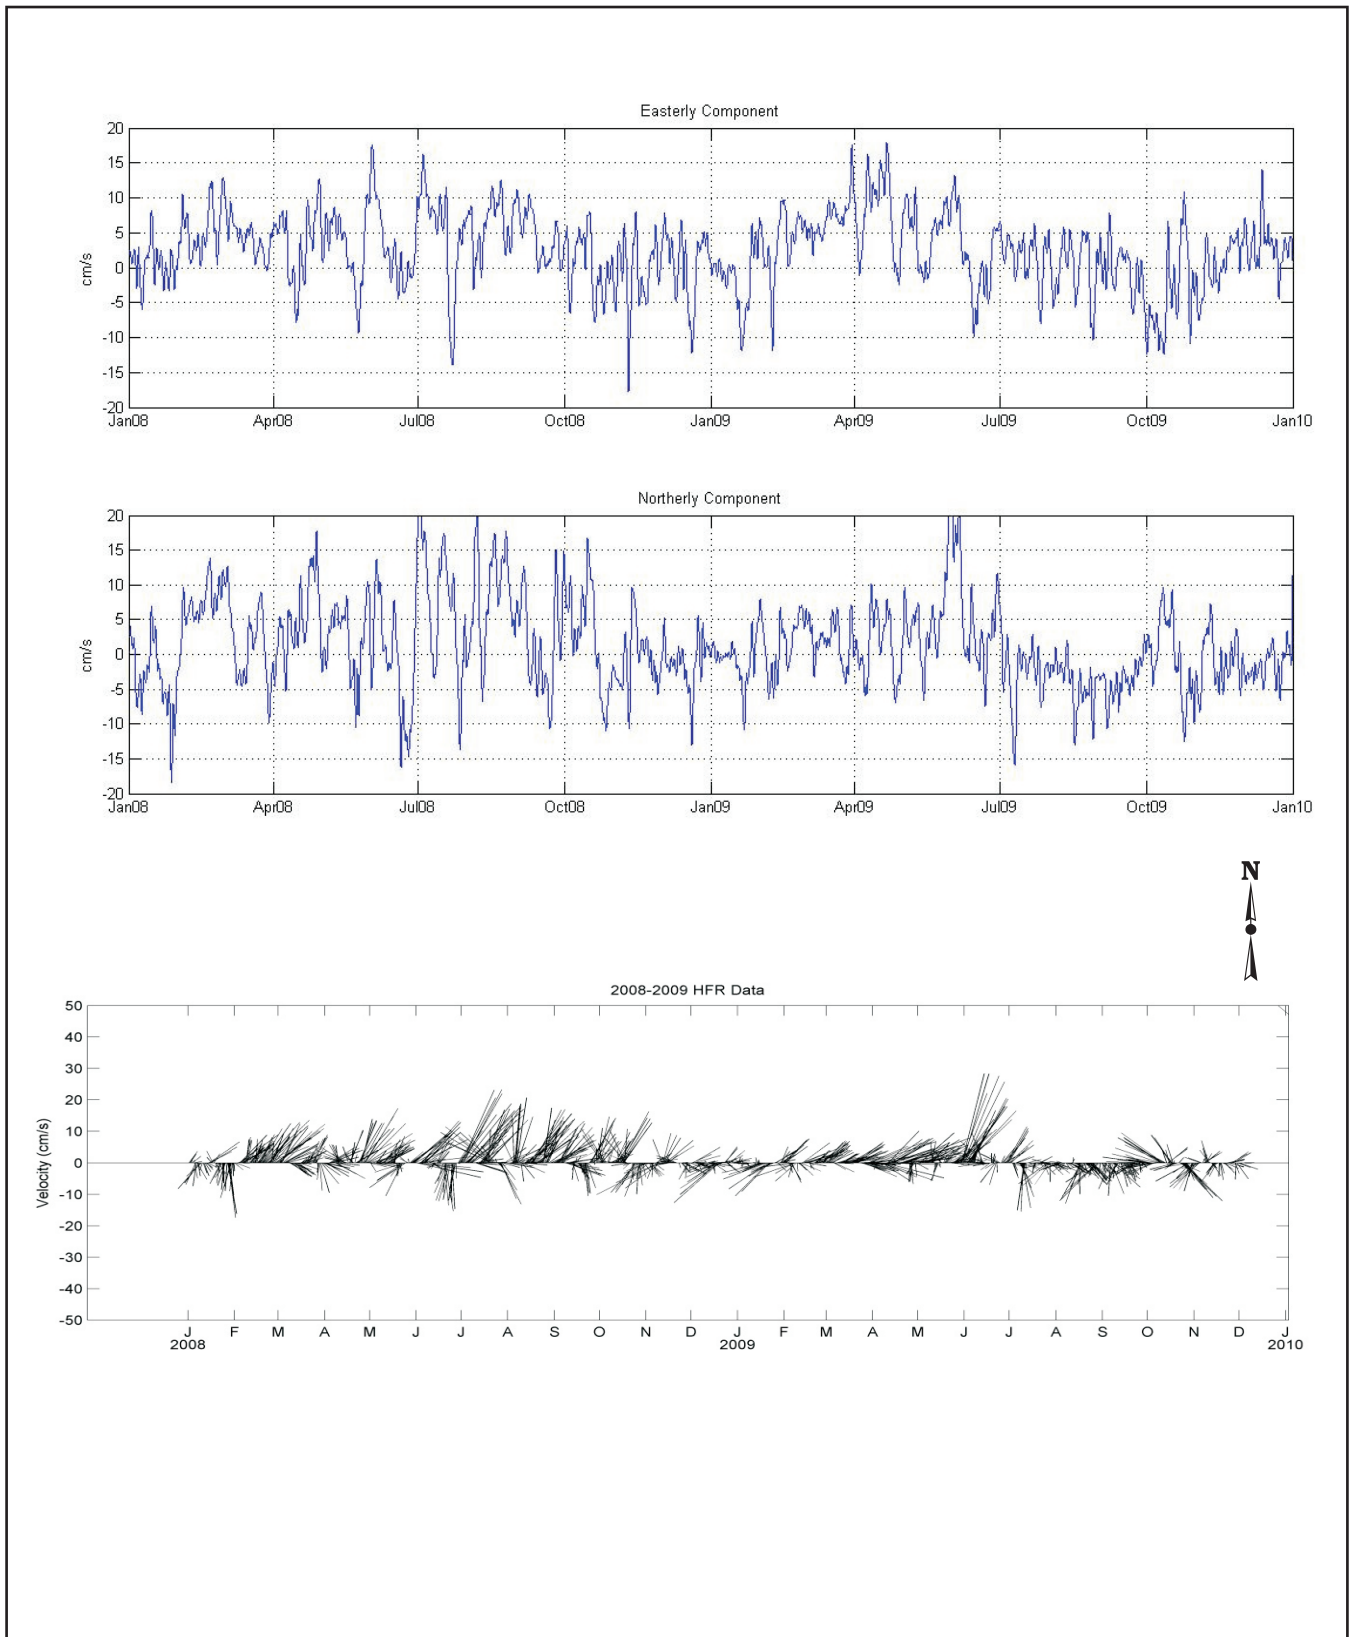 Easterly Component
20
15
10
5
0
-5
-10
-15
-20
cm/s
Jan08 Apr08 Jul08 Oct08 Jan09 Apr09 Jul09 Oct09 Jan10
Northerly Component
20
15
10
5
0
-5
-10
-15
-20
cm/s
Jan08 Apr08 Jul08 Oct08 Jan09 Apr09 Jul09 Oct09 Jan10
N
2008-2009 HFR Data
50
40
30
20
10
0
-10
-20
-30
-40
-50
Velocity (cm/s)
J F M A M J J A S O N D J F M A M J J A S O N D J
2008 2009 2010